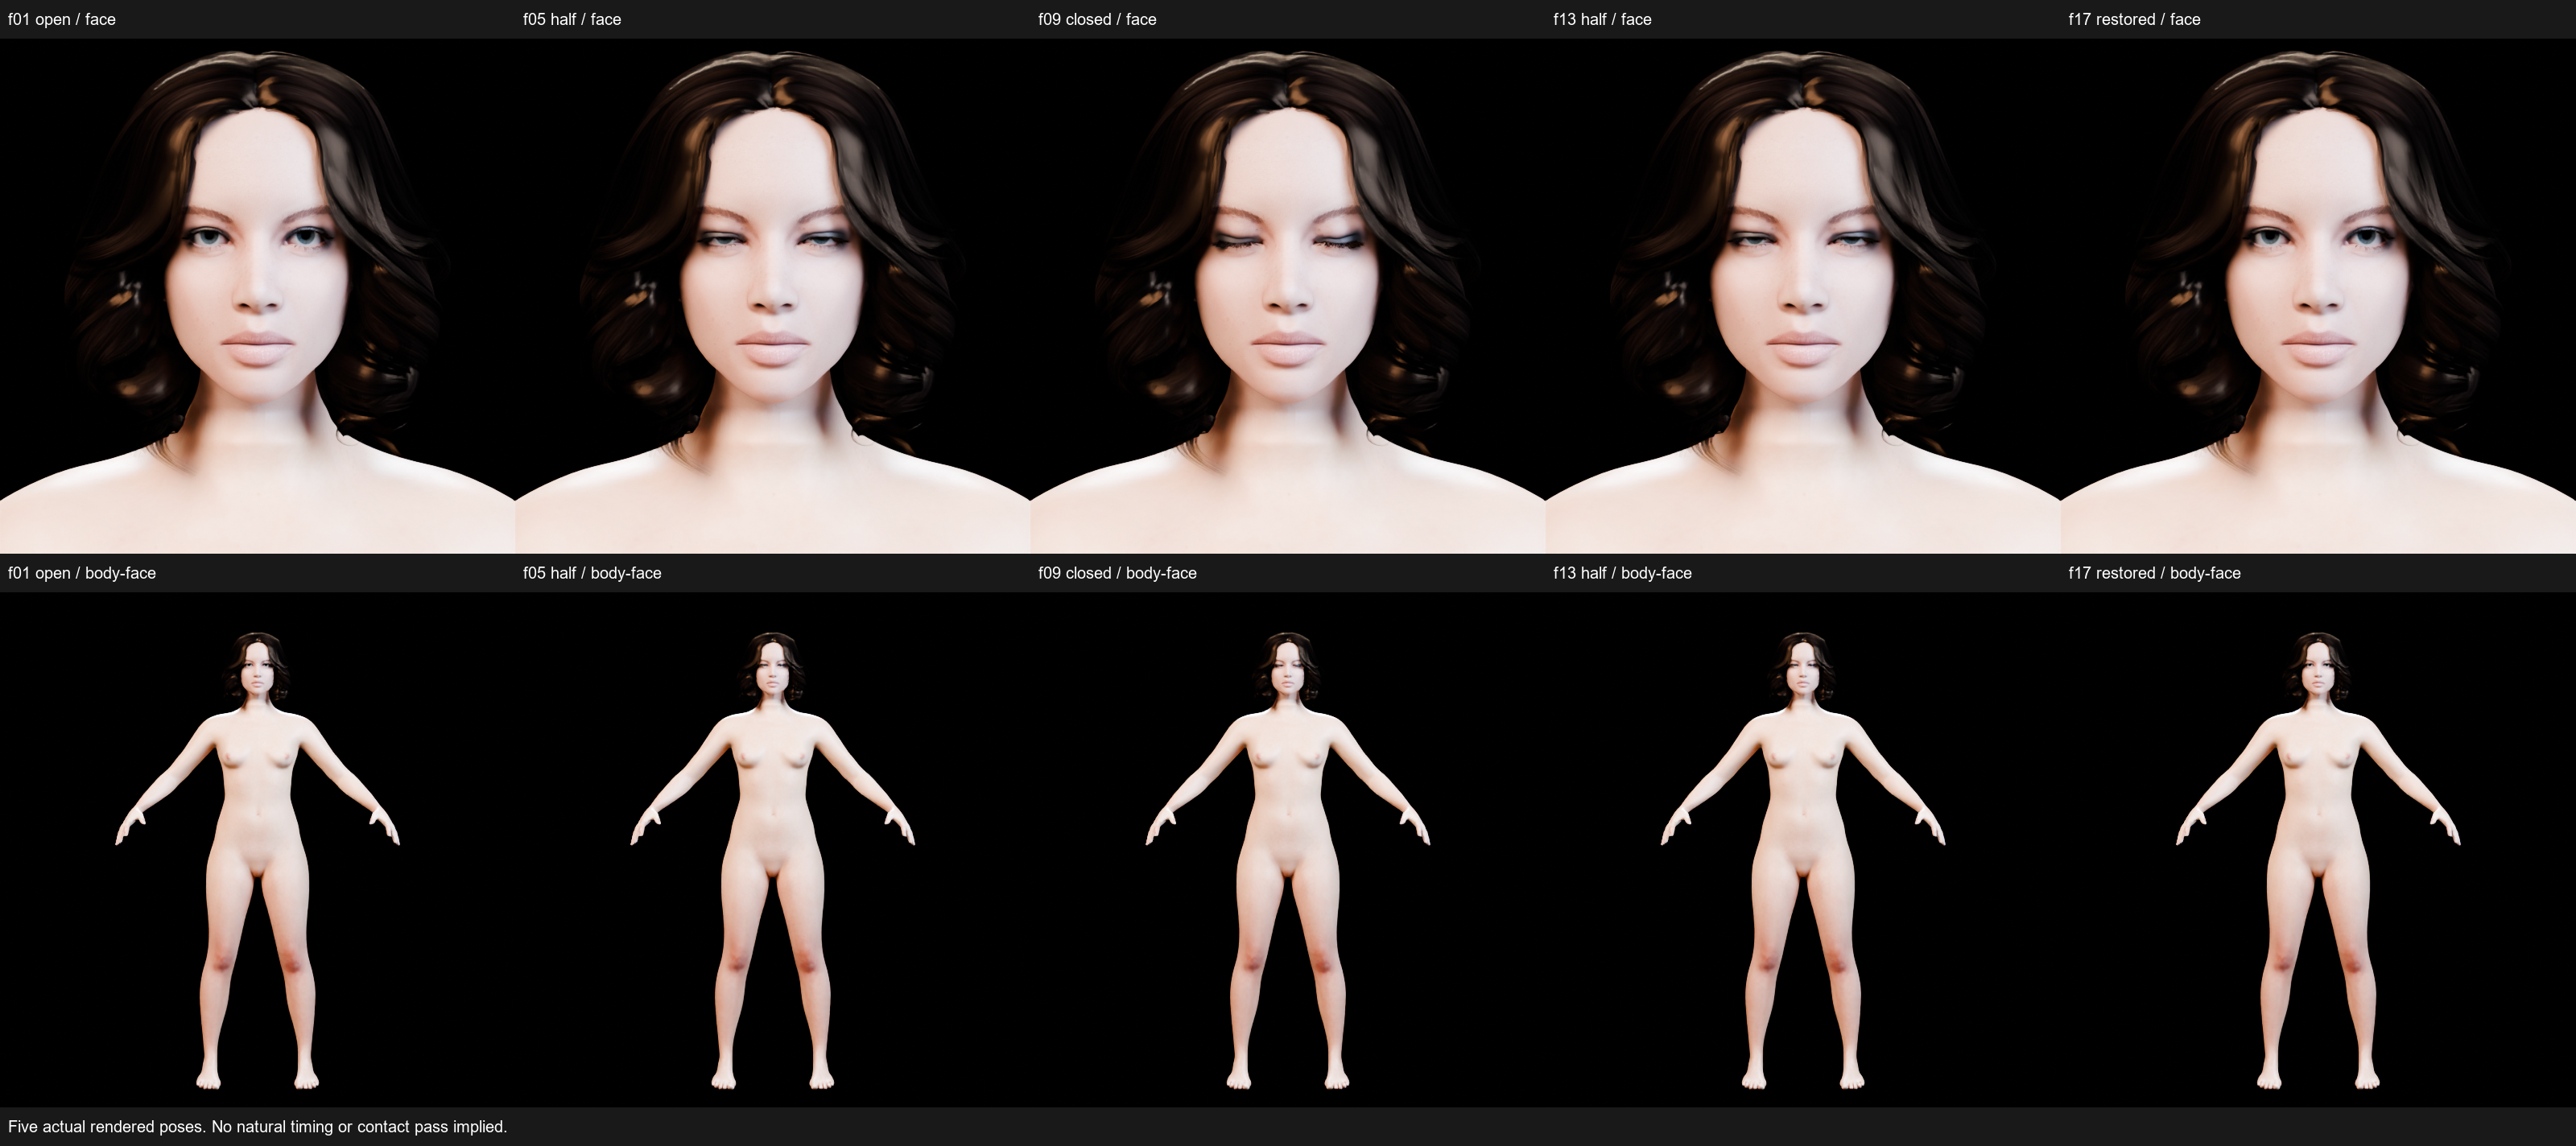 f01 open / face
f05 half / face
f09 closed / face
f13 half / face
f17 restored / face
f01 open / body-face
f05 half / body-face
f09 closed / body-face
f13 half / body-face
f17 restored / body-face
Five actual rendered poses. No natural timing or contact pass implied.